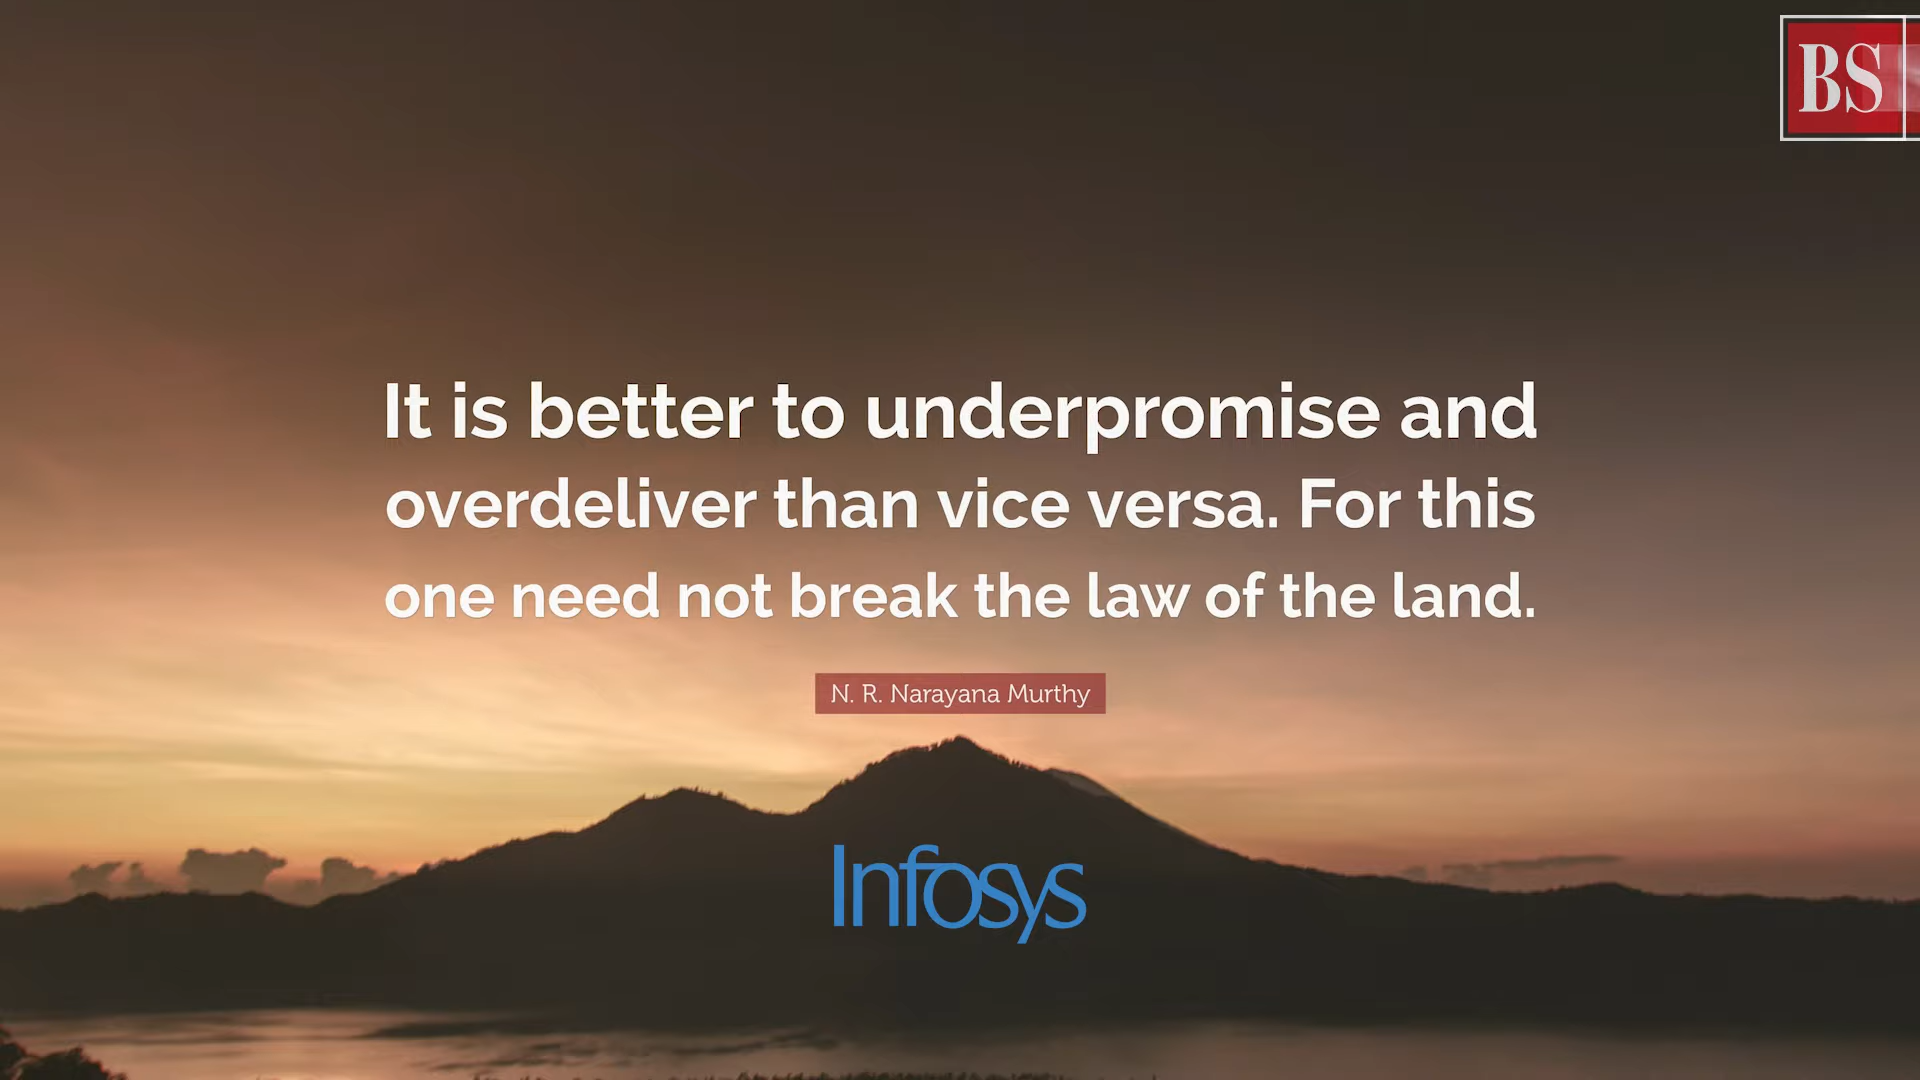 BS
It is better to underpromise and
overdeliver than vice versa. For this
one need not break the law of the land.
N. R. Narayana Murthy
Infosys